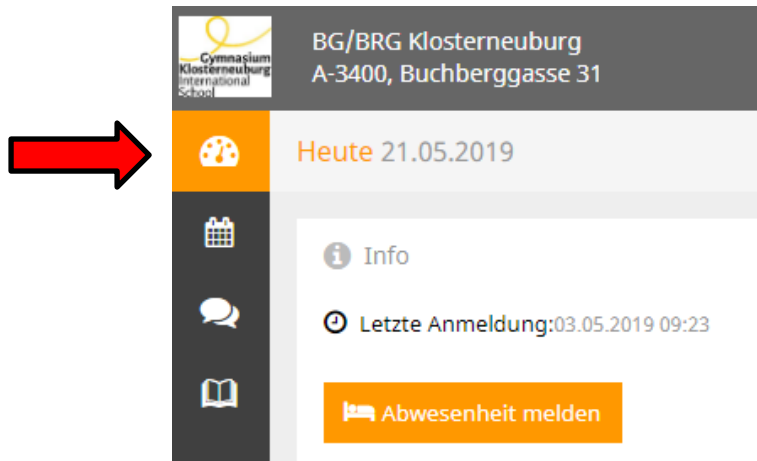 Gymnasium
Klosterneuburg
International
School
BG/BRG Klosterneuburg
A-3400, Buchberggasse 31
Heute 21.05.2019
Info
Letzte Anmeldung:03.05.2019 09:23
Abwesenheit melden